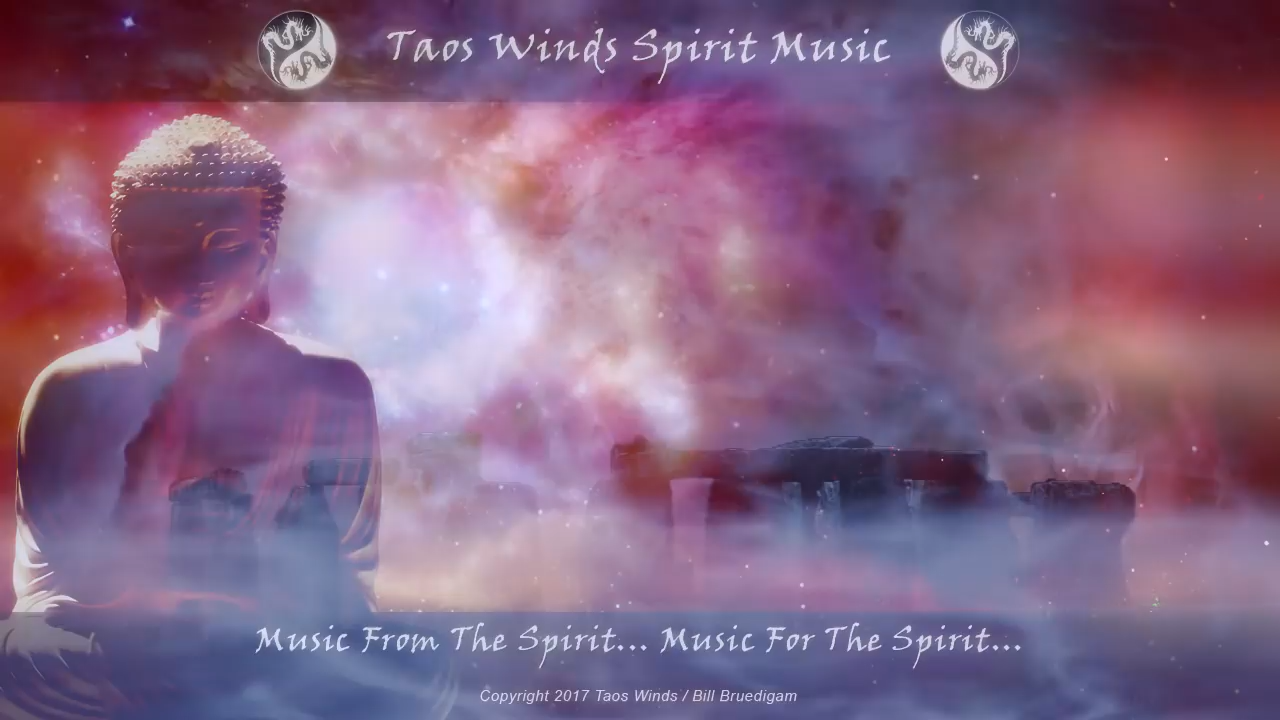 Taos Winds Spirit Music
Music From The Spirit... Music For The Spirit...
Copyright 2017 Taos Winds / Bill Bruedigam